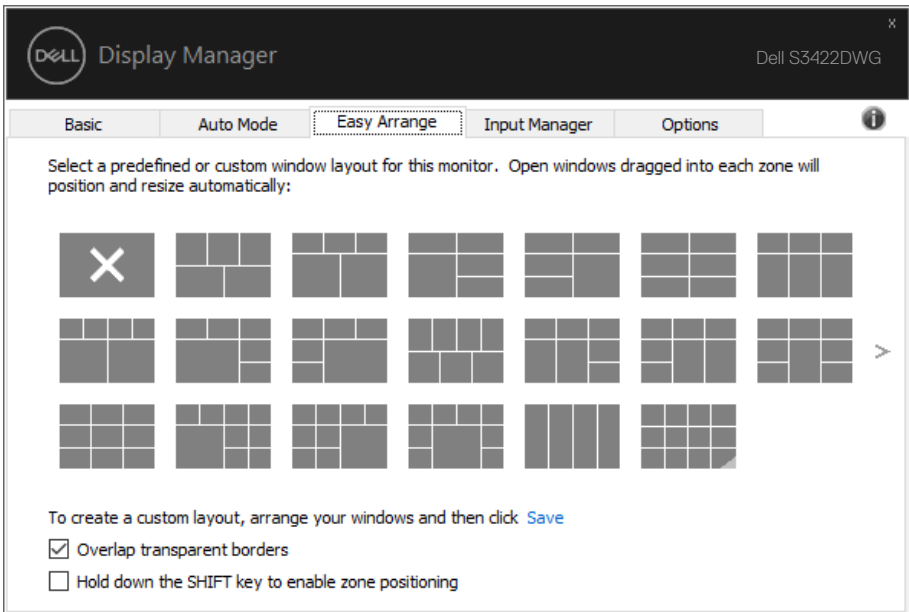 x
DELL Display Manager
Dell S3422DWG
Basic Auto Mode Easy Arrange Input Manager Options
Select a predefined or custom window layout for this monitor. Open windows dragged into each zone will
position and resize automatically:
>
To create a custom layout, arrange your windows and then click Save
Overlap transparent borders
Hold down the SHIFT key to enable zone positioning